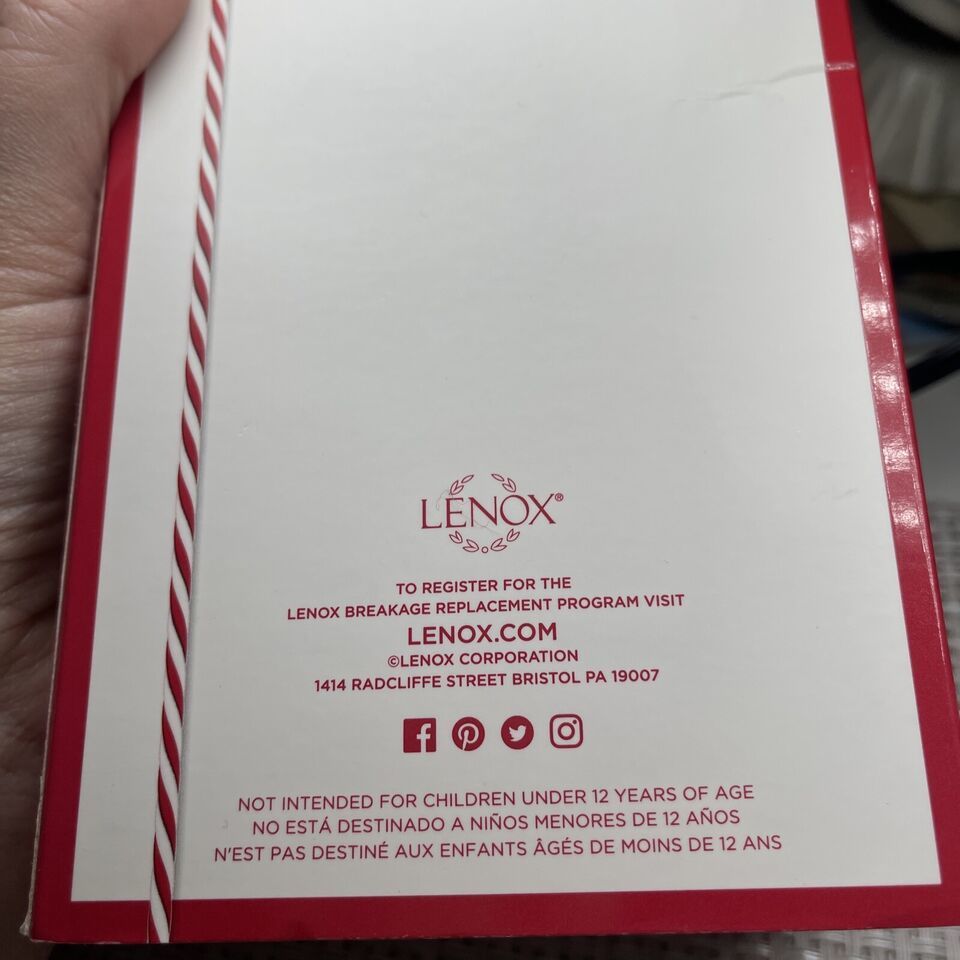 LENOX®
TO REGISTER FOR THE
LENOX BREAKAGE REPLACEMENT PROGRAM VISIT
LENOX.COM
©LENOX CORPORATION
1414 RADCLIFFE STREET BRISTOL PA 19007
NOT INTENDED FOR CHILDREN UNDER 12 YEARS OF AGE
NO ESTÁ DESTINADO A NIÑOS MENORES DE 12 AÑOS
N'EST PAS DESTINÉ AUX ENFANTS ÂGÉS DE MOINS DE 12 ANS